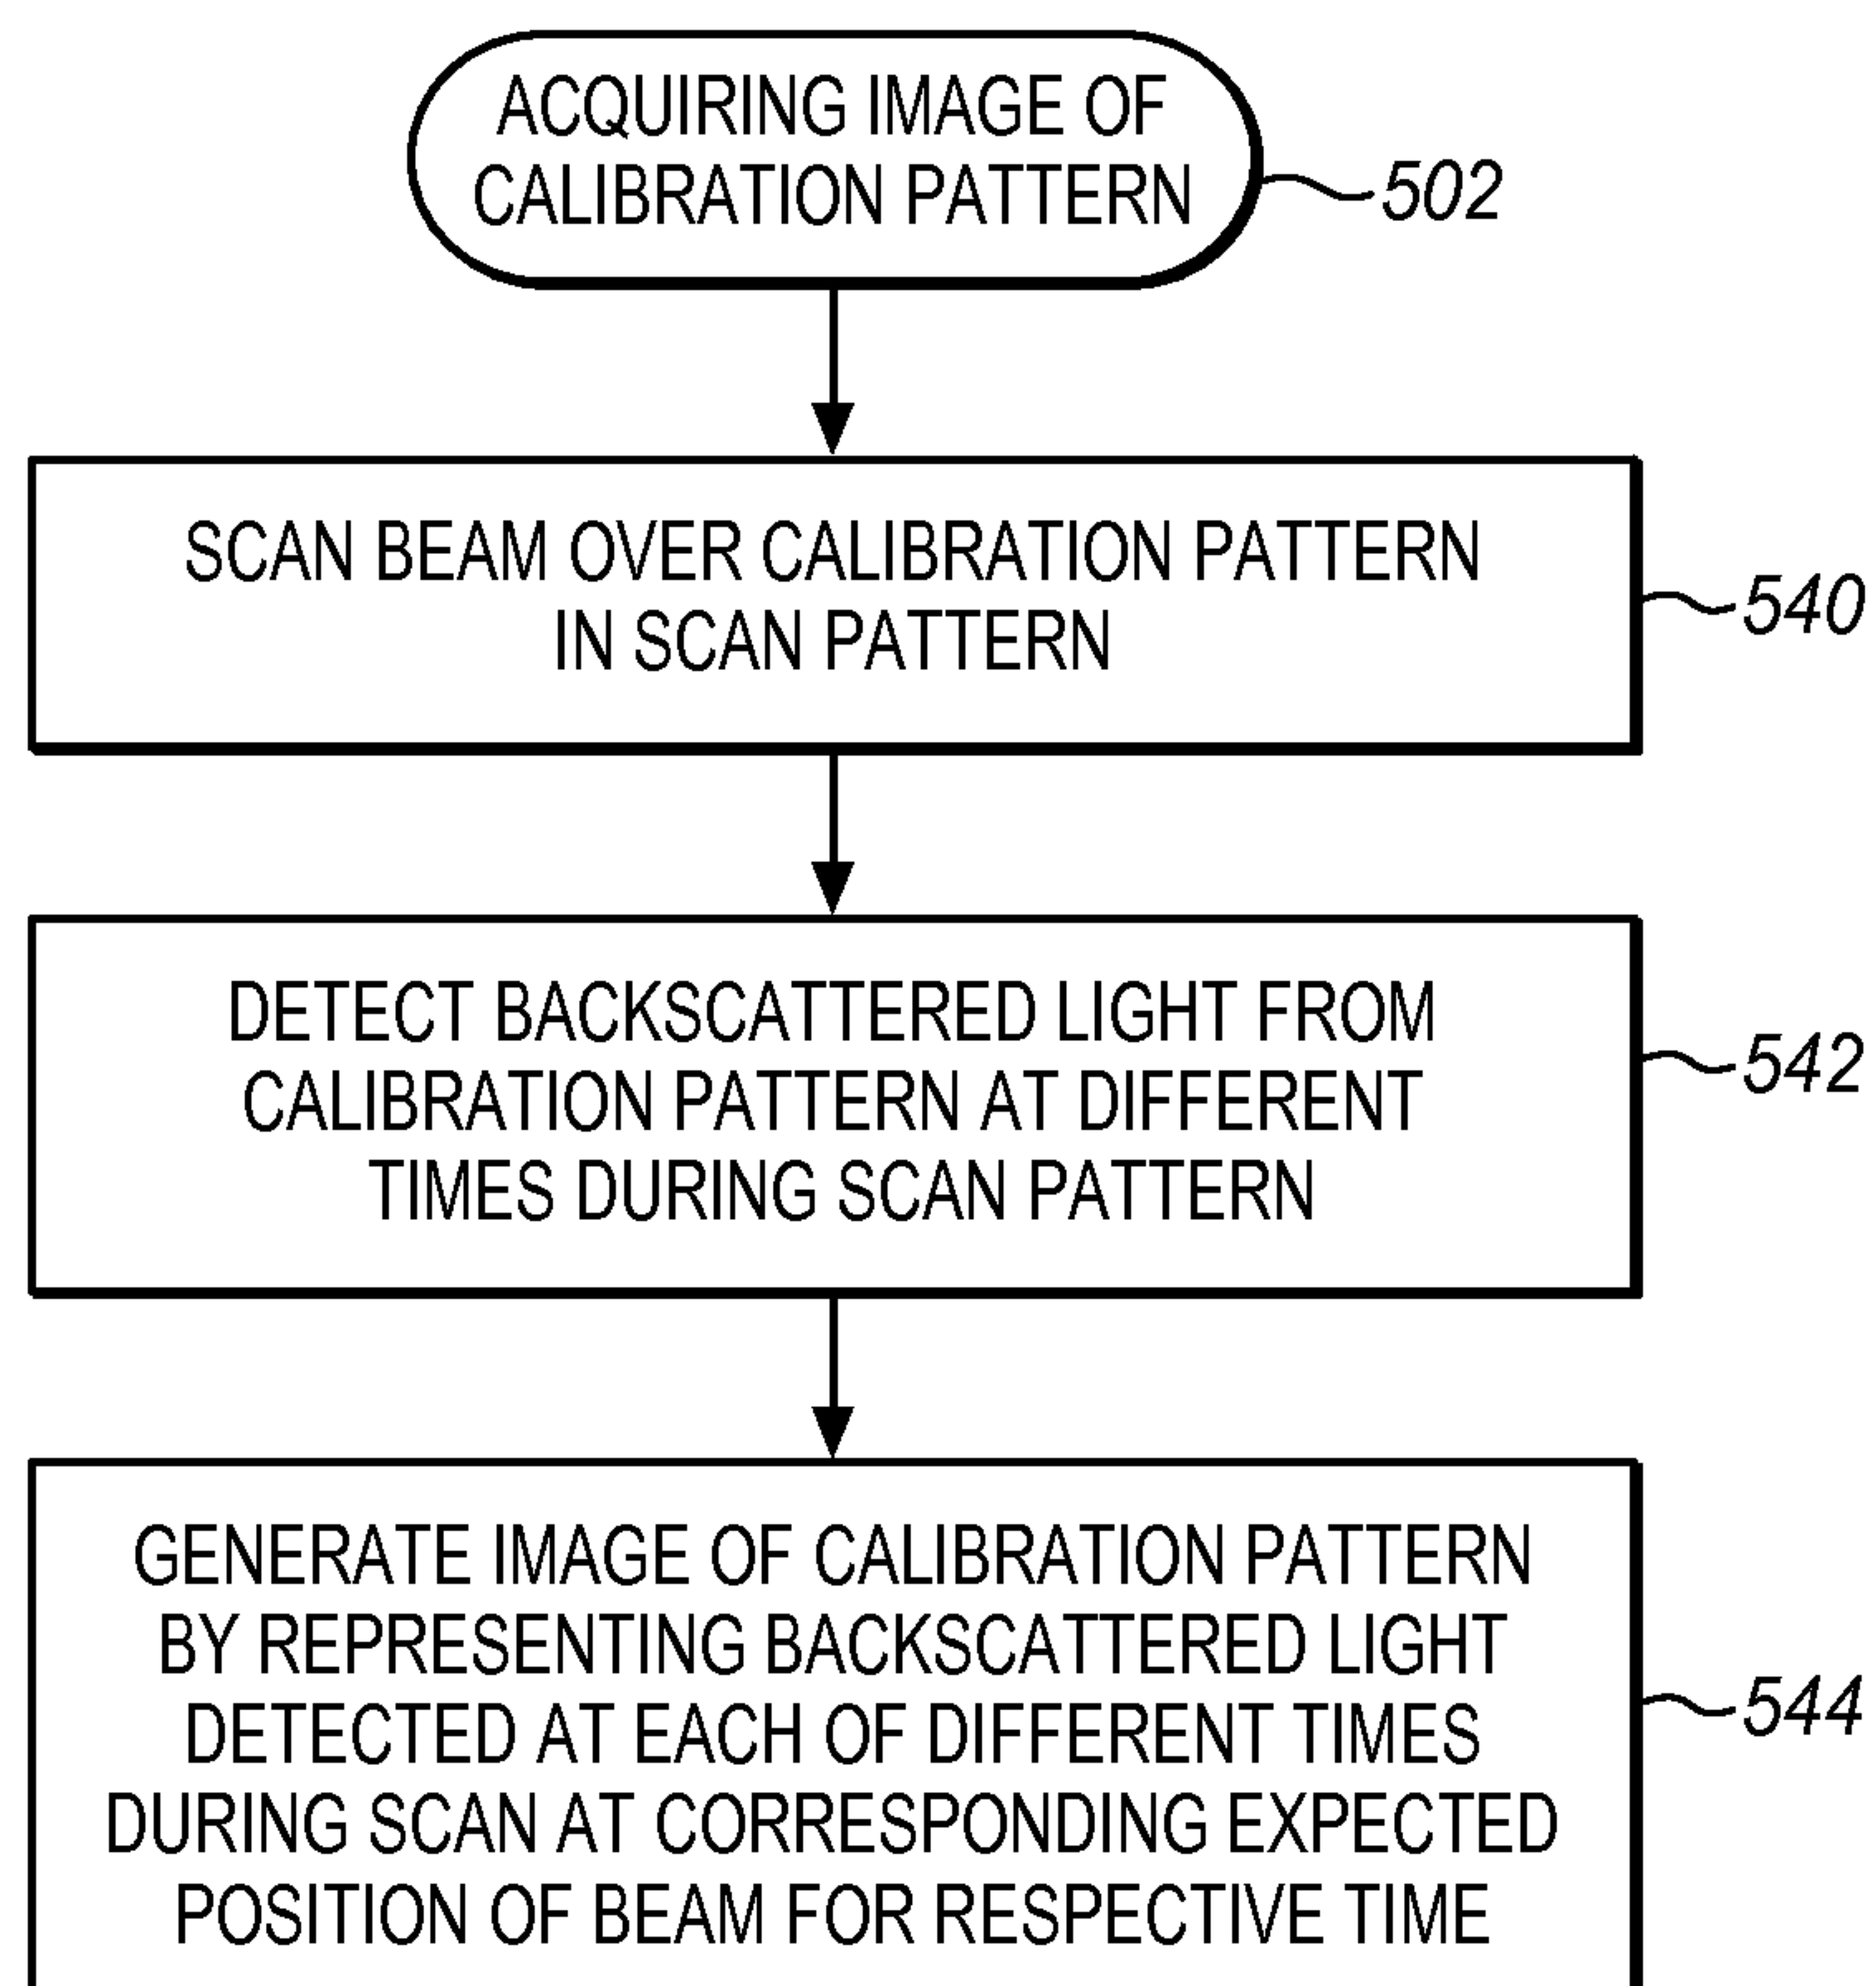 ACQUIRING IMAGE OF
CALIBRATION PATTERN
502
SCAN BEAM OVER CALIBRATION PATTERN
IN SCAN PATTERN
540
DETECT BACKSCATTERED LIGHT FROM
CALIBRATION PATTERN AT DIFFERENT
TIMES DURING SCAN PATTERN
542
GENERATE IMAGE OF CALIBRATION PATTERN
BY REPRESENTING BACKSCATTERED LIGHT
DETECTED AT EACH OF DIFFERENT TIMES
DURING SCAN AT CORRESPONDING EXPECTED
POSITION OF BEAM FOR RESPECTIVE TIME
544